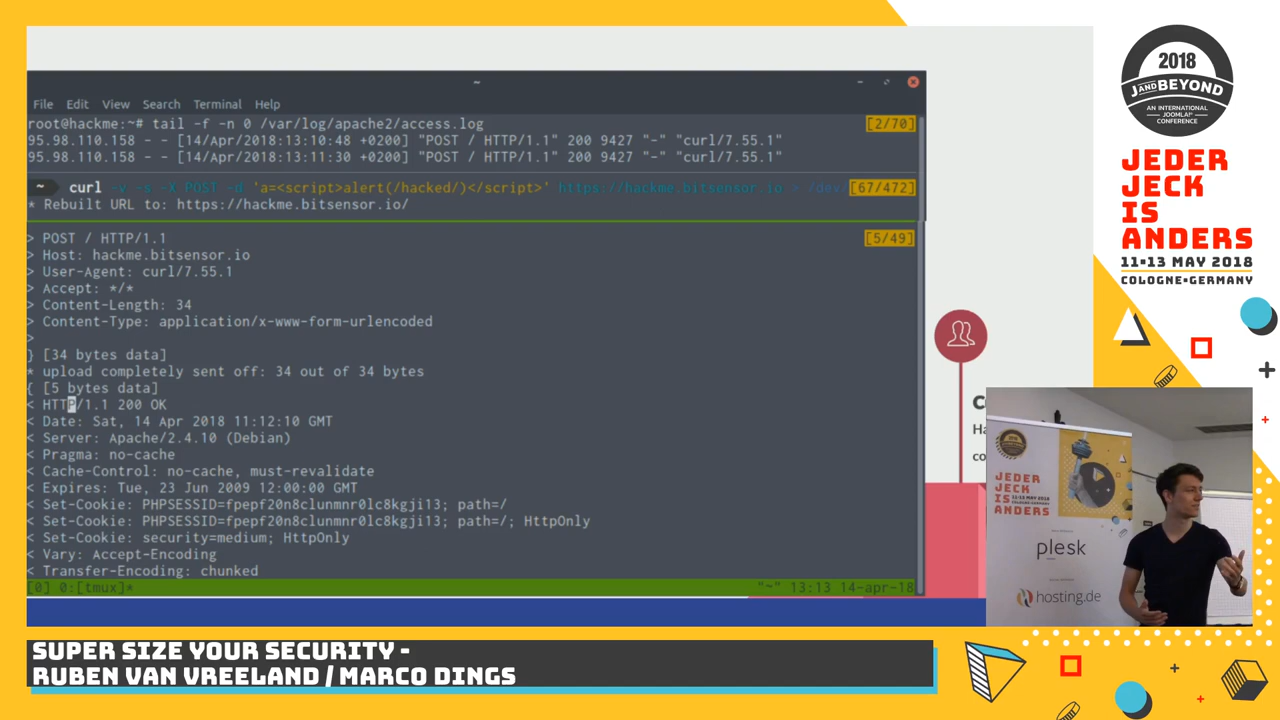 File Edit View Search Terminal Help
root@hackme:~# tail -f -n 0 /var/log/apache2/access.log [2/70]
95.98.110.158 - - [14/Apr/2018:13:10:48 +0200] "POST / HTTP/1.1" 200 9427 "-" "curl/7.55.1"
95.98.110.158 - - [14/Apr/2018:13:11:30 +0200] "POST / HTTP/1.1" 200 9427 "-" "curl/7.55.1"
~ curl -v -s -X POST -d 'a=<script>alert(/hacked/)</script>' https://hackme.bitsensor.io > /dev/ [67/472]
* Rebuilt URL to: https://hackme.bitsensor.io/
> POST / HTTP/1.1 [5/49]
> Host: hackme.bitsensor.io
> User-Agent: curl/7.55.1
> Accept: */*
> Content-Length: 34
> Content-Type: application/x-www-form-urlencoded
>
} [34 bytes data]
* upload completely sent off: 34 out of 34 bytes
{ [5 bytes data]
< HTTP/1.1 200 OK
< Date: Sat, 14 Apr 2018 11:12:10 GMT
< Server: Apache/2.4.10 (Debian)
< Pragma: no-cache
< Cache-Control: no-cache, must-revalidate
< Expires: Tue, 23 Jun 2009 12:00:00 GMT
< Set-Cookie: PHPSESSID=fpepf20n8clunmnr0lc8kgji13; path=/
< Set-Cookie: PHPSESSID=fpepf20n8clunmnr0lc8kgji13; path=/; HttpOnly
< Set-Cookie: security=medium; HttpOnly
< Vary: Accept-Encoding
< Transfer-Encoding: chunked
[0] 0:[tmux]* "~" 13:13 14-apr-18
2018
JANDBEYOND
AN INTERNATIONAL
JOOMLA!
CONFERENCE
JEDER
JECK
IS
ANDERS
11-13 MAY 2018
COLOGNE•GERMANY
JEDER
JECK
IS
ANDERS
plesk
hosting.de
SUPER SIZE YOUR SECURITY -
RUBEN VAN VREELAND / MARCO DINGS